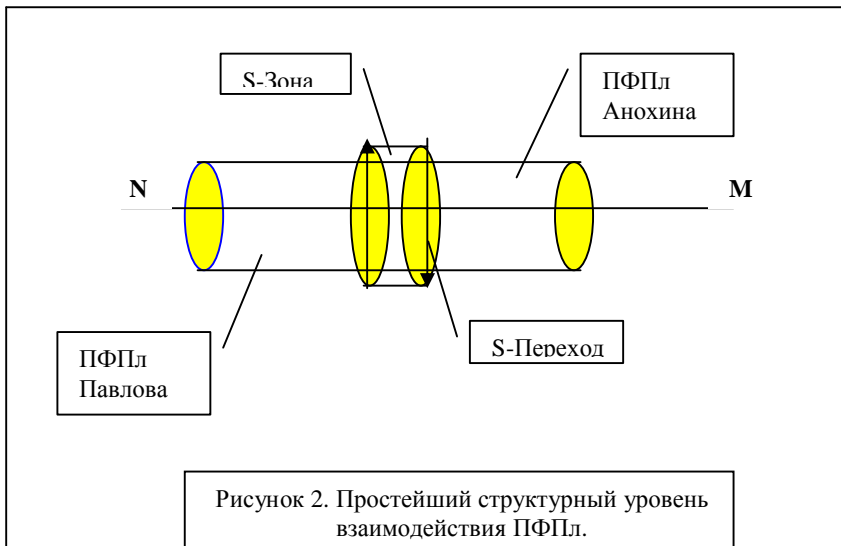 S-Зона
ПФПл
Анохина
N
M
ПФПл
Павлова
S-Переход
Рисунок 2. Простейший структурный уровень
взаимодействия ПФПл.